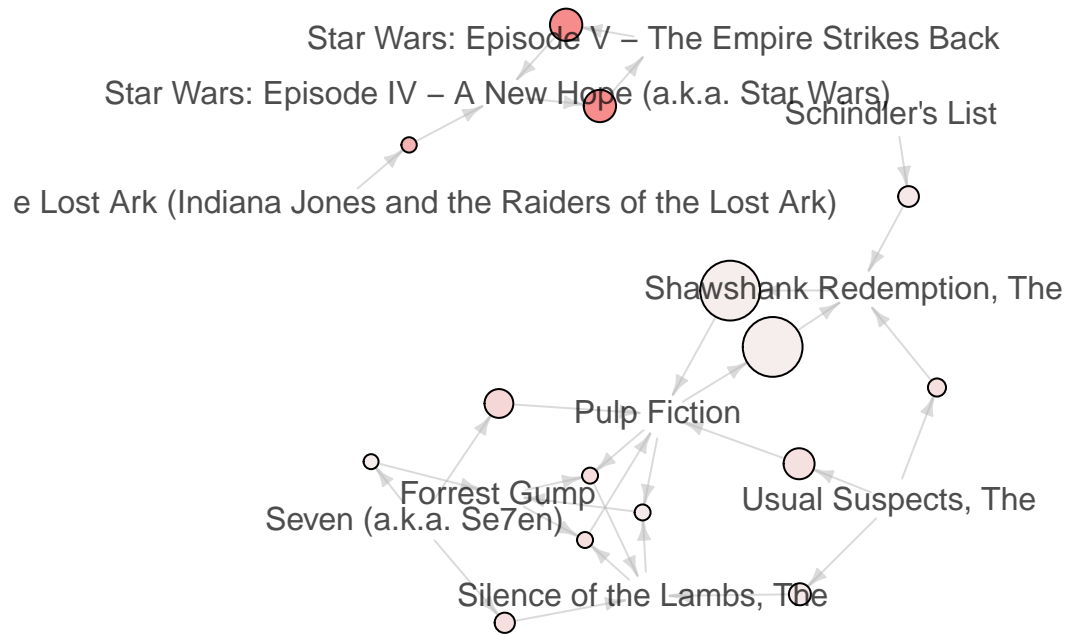 Star Wars: Episode V – The Empire Strikes Back
Star Wars: Episode IV – A New Hope (a.k.a. Star Wars)
Schindler's List
e Lost Ark (Indiana Jones and the Raiders of the Lost Ark)
Shawshank Redemption, The
Pulp Fiction
Forrest Gump
Usual Suspects, The
Seven (a.k.a. Se7en)
Silence of the Lambs, The